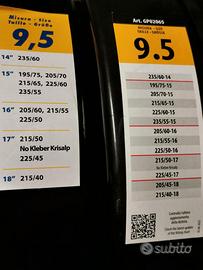 Misura - Size
Taille - Größe
9,5
14" 235/60
15" 195/75, 205/70
215/65, 225/60
235/55
16" 205/60, 215/55
225/50
17" 215/50
No Kleber Krisalp
225/45
18" 215/40
Art. GP02065
MISURA - SIZE
TAILLE - GRÖSSE
9.5
235/60-14
195/75-15
205/70-15
215/65-15
225/60-15
235/55-15
205/60-16
215/55-16
225/50-16
215/50-17
No Kleber Krisalp
225/45-17
205/45-18
215/40-18
subito